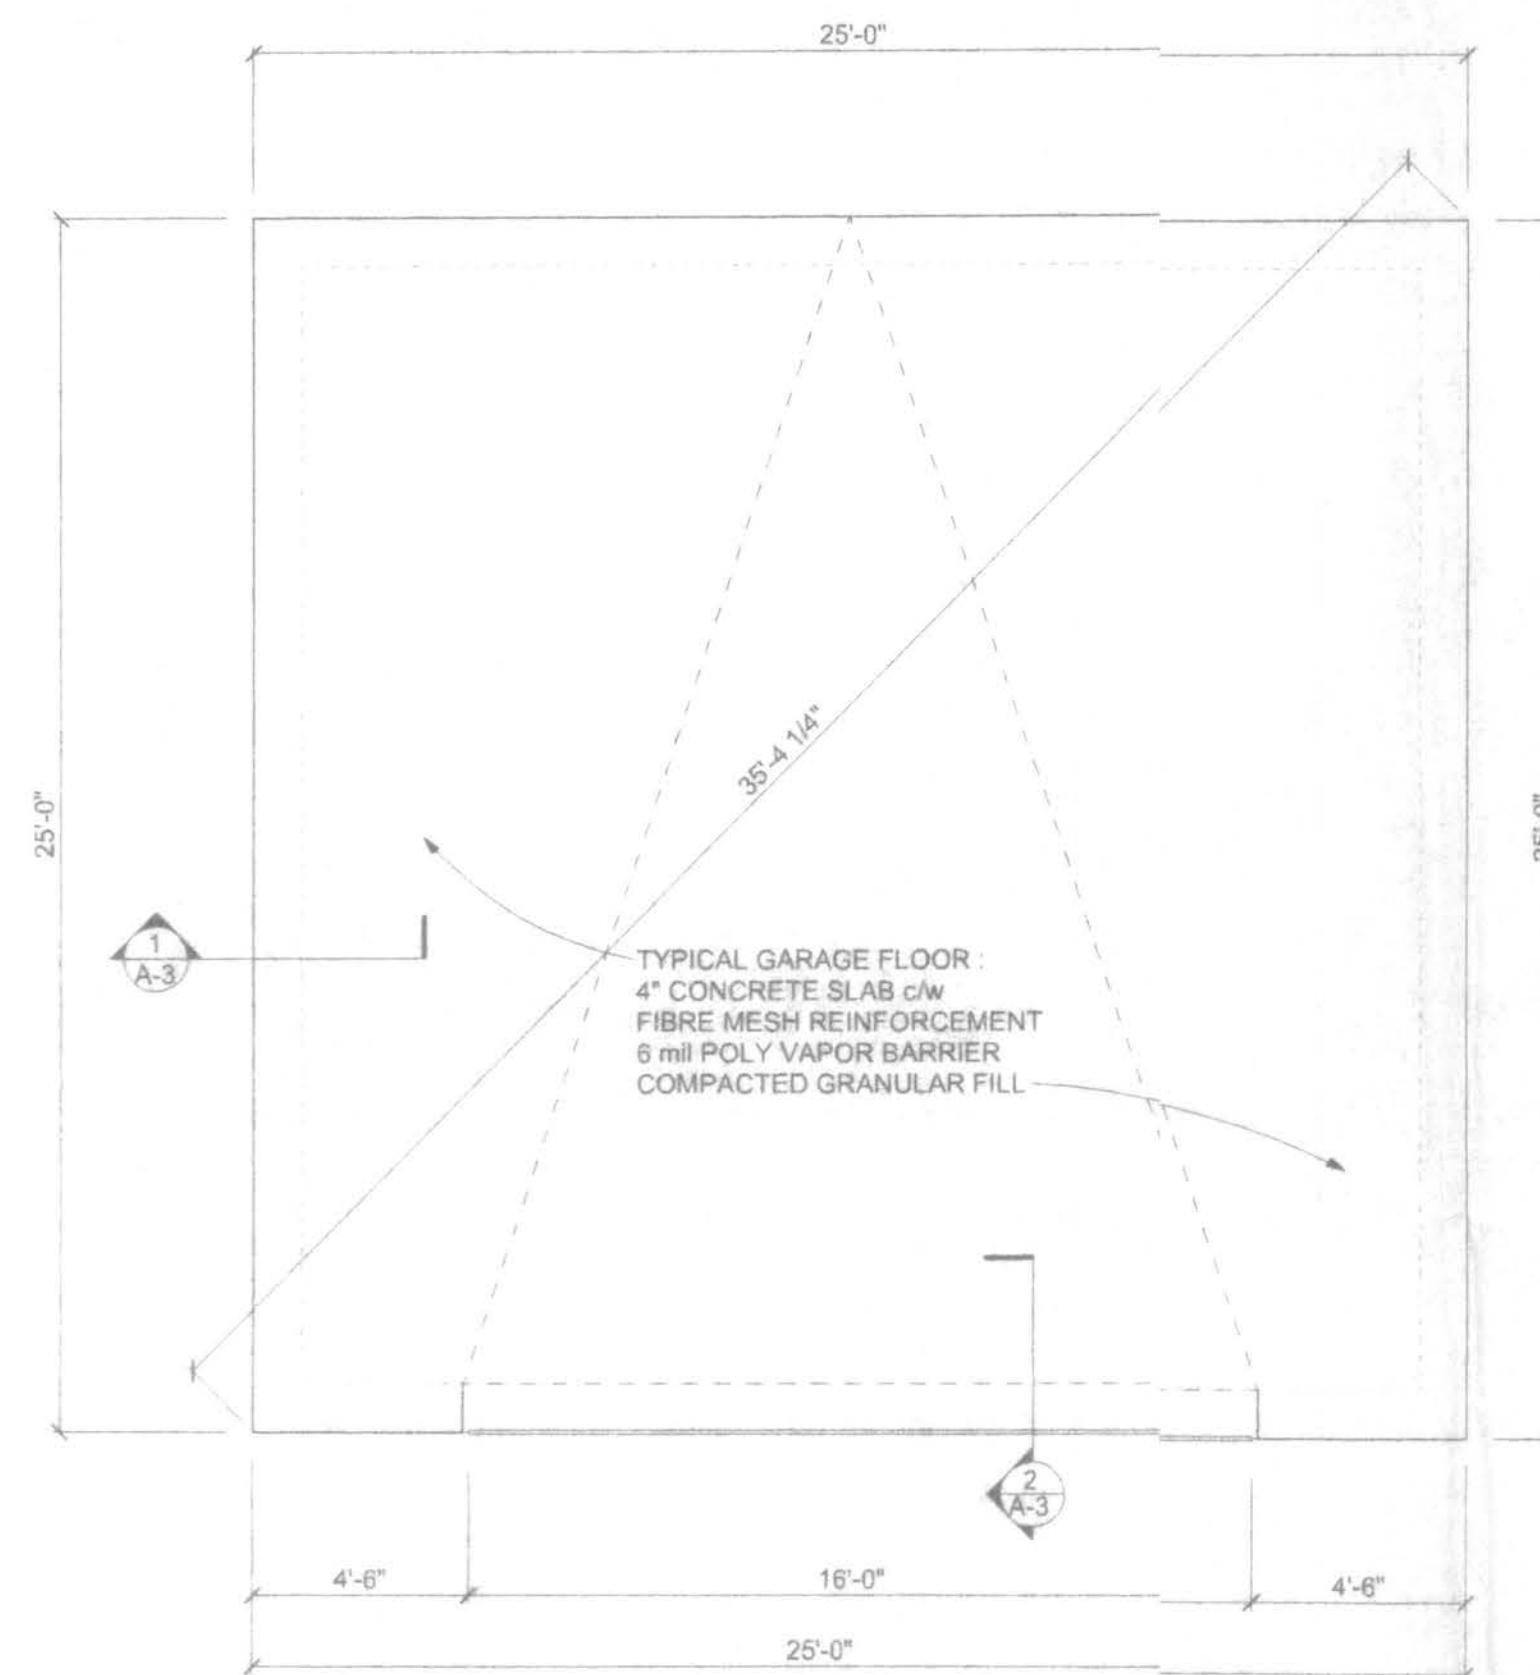 25'-0"
25'-0"
35'-4 1/4"
1
A-3
TYPICAL GARAGE FLOOR :
4" CONCRETE SLAB c/w
FIBRE MESH REINFORCEMENT
6 mil POLY VAPOR BARRIER
COMPACTED GRANULAR FILL
2
A-3
4'-6"
16'-0"
4'-6"
25'-0"